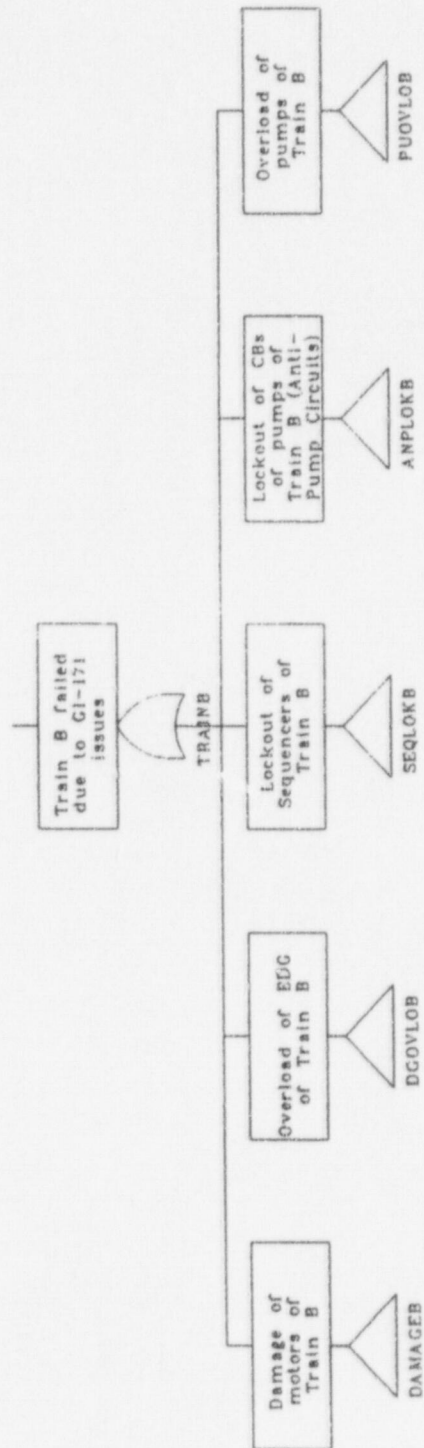 Train B failed
due to GI-171
issues
TRAINB
Damage of
motors of
Train B
DAMAGEB
Overload of EDG
of Train B
DGOVLOB
Lockout of
Sequencers of
Train B
SEQLOKB
Lockout of CBs
of pumps of
Train B (Anti-
Pump Circuits)
ANPLOKB
Overload of
pumps of
Train B
PUOVLOB